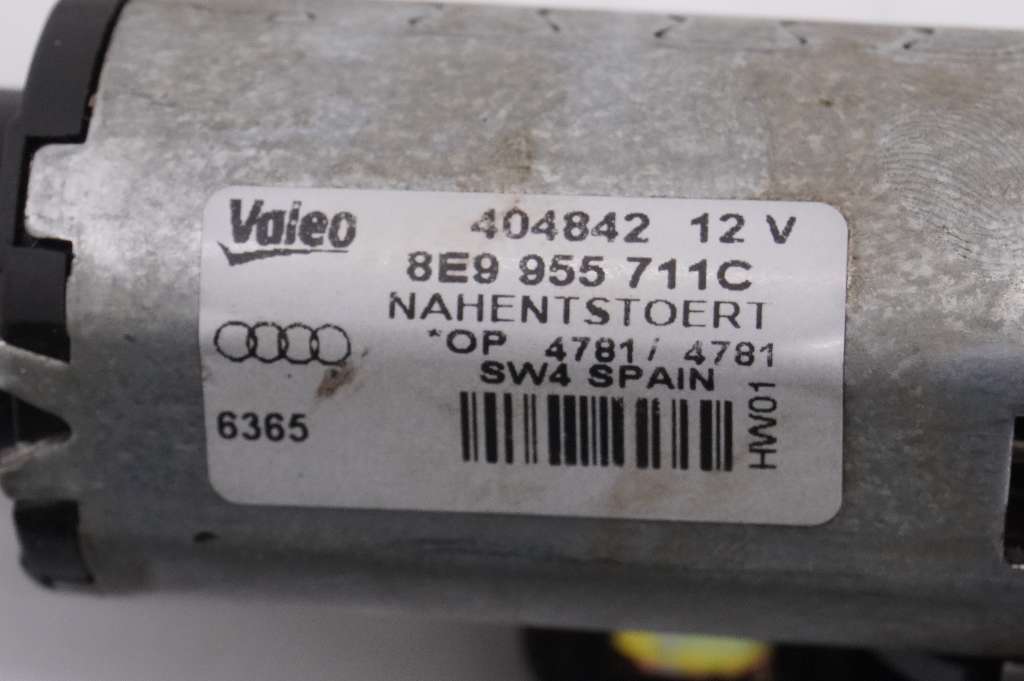 Valeo 404842 12 V
8E9 955 711C
NAHENTSTOERT
*OP 4781/ 4781
SW4 SPAIN
6365
HW01